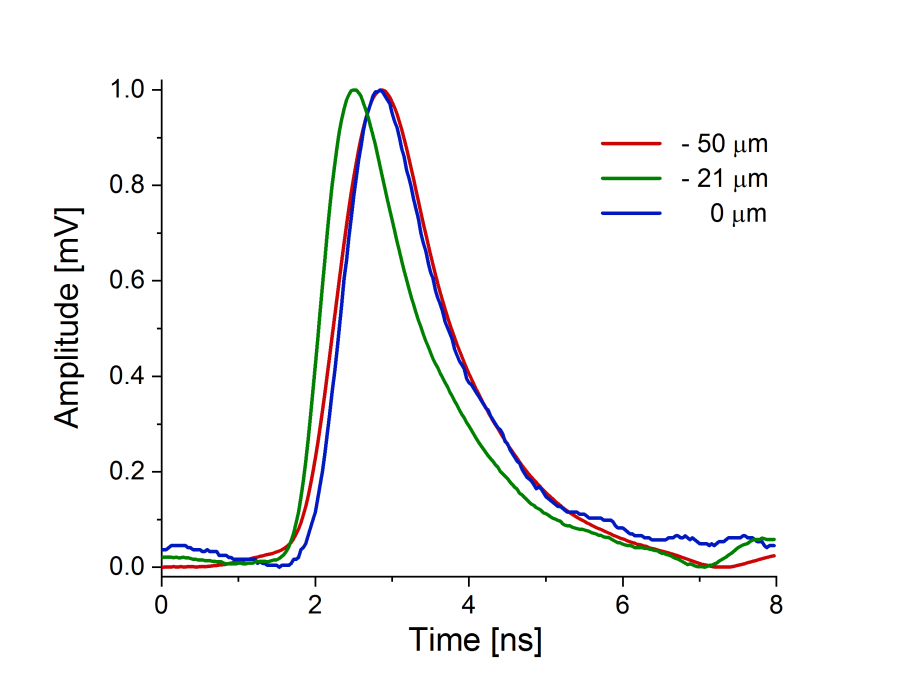 1.0
0.8
0.6
0.4
0.2
0.0
Amplitude [mV]
- 50 μm
- 21 μm
0 μm
0 2 4 6 8
Time [ns]